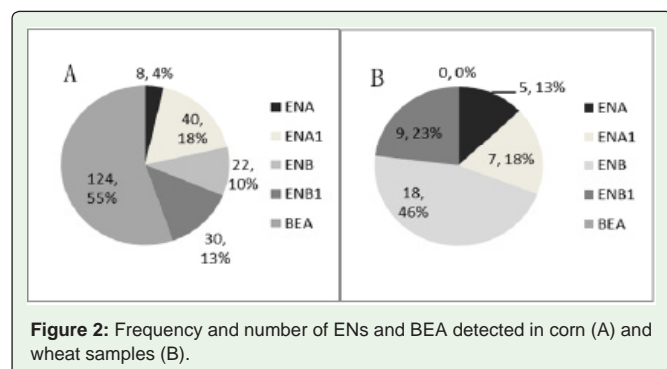 A
8, 4%
40,
18%
22,
10%
30,
13%
124,
55%
ENA
ENA1
ENB
ENB1
BEA
B
0, 0%
5, 13%
7, 18%
18,
46%
9, 23%
ENA
ENA1
ENB
ENB1
BEA
Figure 2: Frequency and number of ENs and BEA detected in corn (A) and
wheat samples (B).